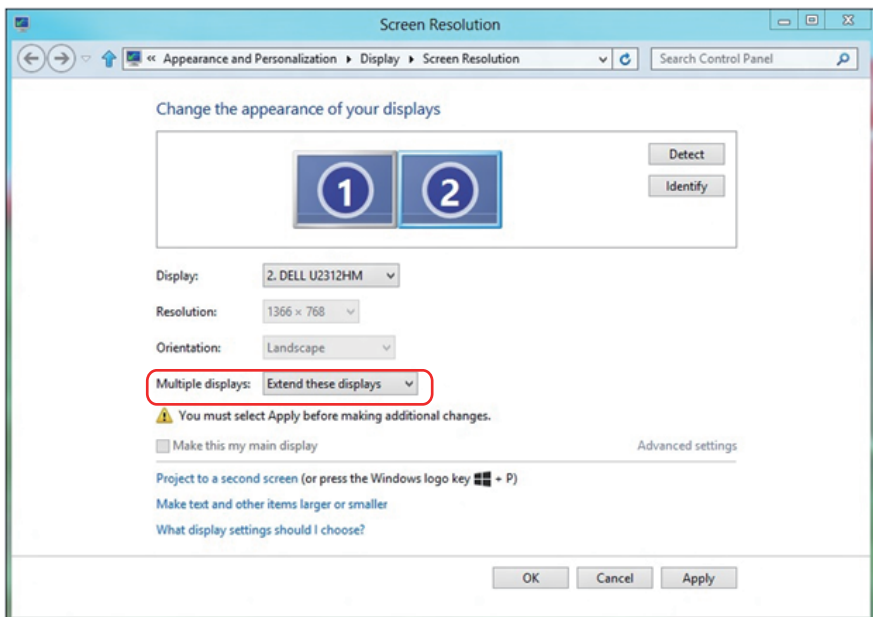 Screen Resolution
« Appearance and Personalization Display Screen Resolution Search Control Panel
Change the appearance of your displays
1 2
Detect
Identify
Display: 2. DELL U2312HM
Resolution: 1366 × 768
Orientation: Landscape
Multiple displays: Extend these displays
You must select Apply before making additional changes.
Make this my main display Advanced settings
Project to a second screen (or press the Windows logo key + P)
Make text and other items larger or smaller
What display settings should I choose?
OK Cancel Apply